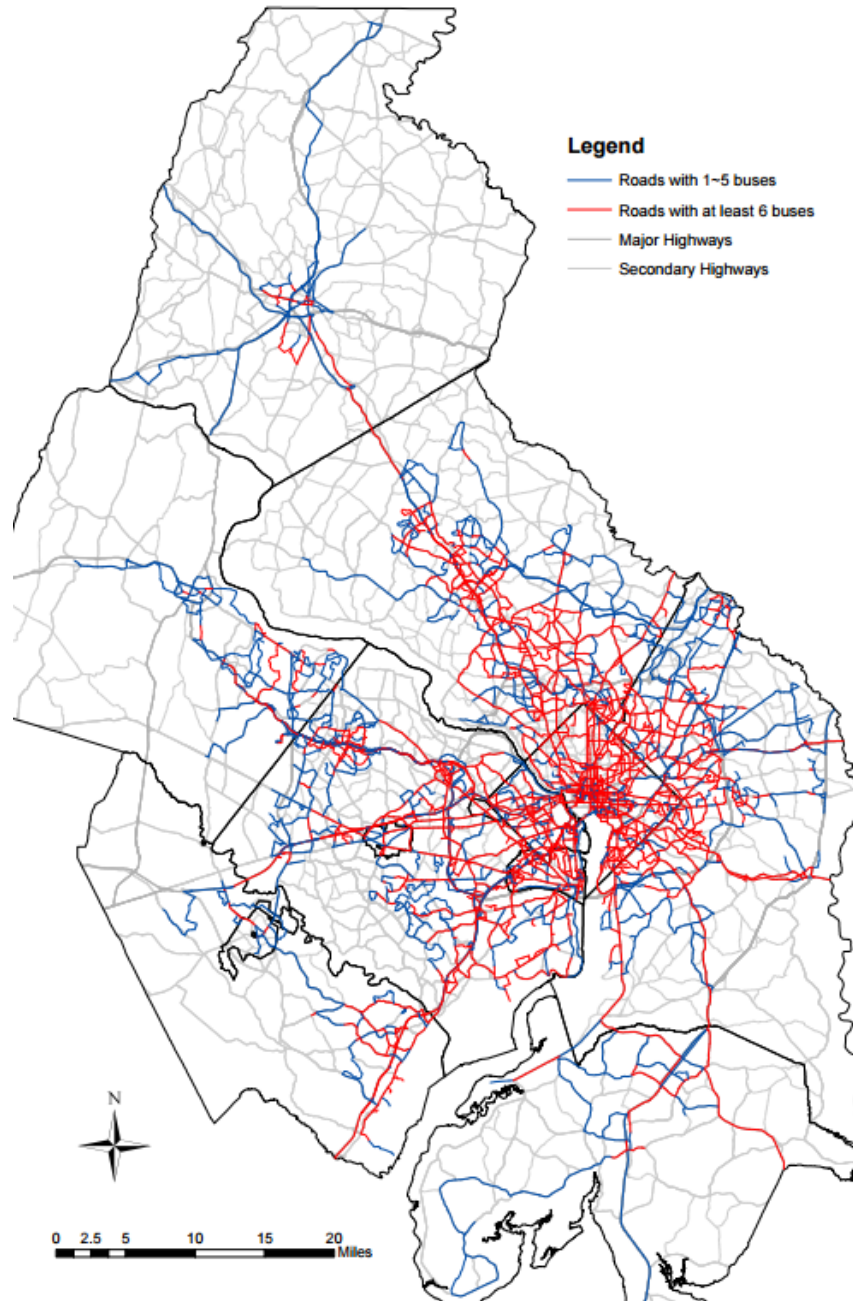 Legend
Roads with 1~5 buses
Roads with at least 6 buses
Major Highways
Secondary Highways
N
0 2.5 5 10 15 20
Miles